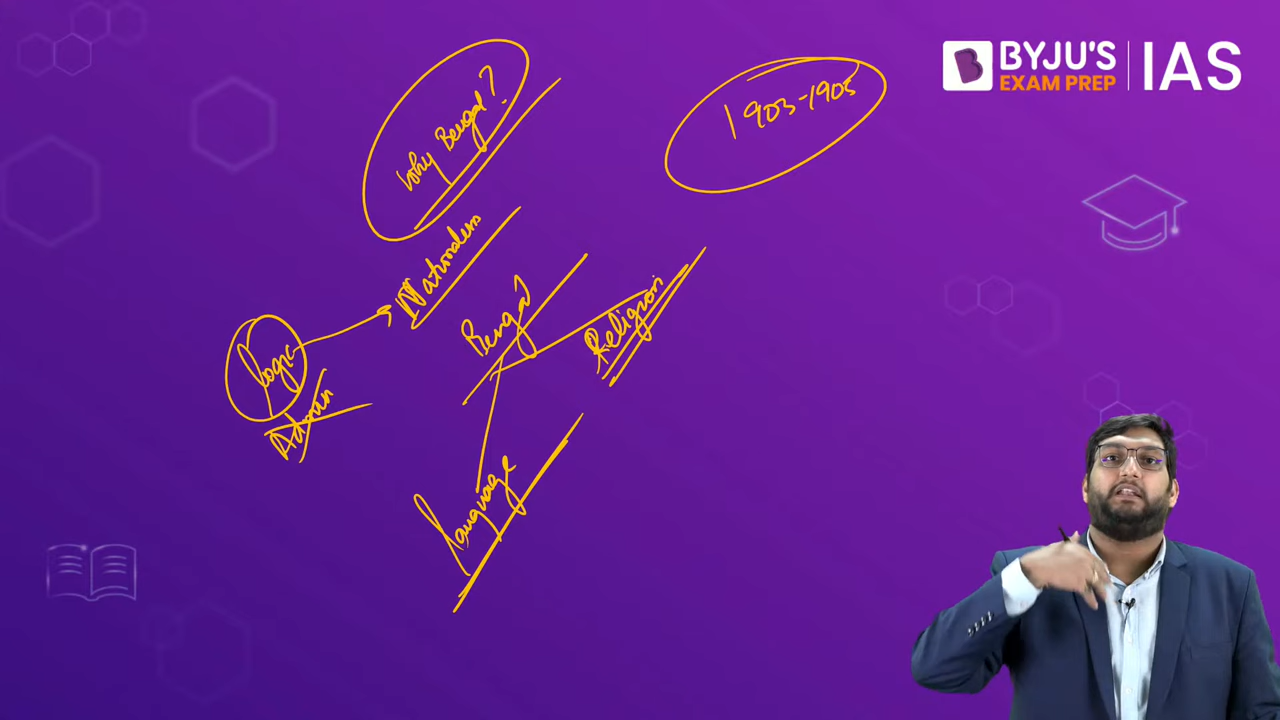 Why Bengal?
1903-1905
BYJU'S
EXAM PREP
IAS
Nationalism
Bengal
Religion
Logic
Admin
Language